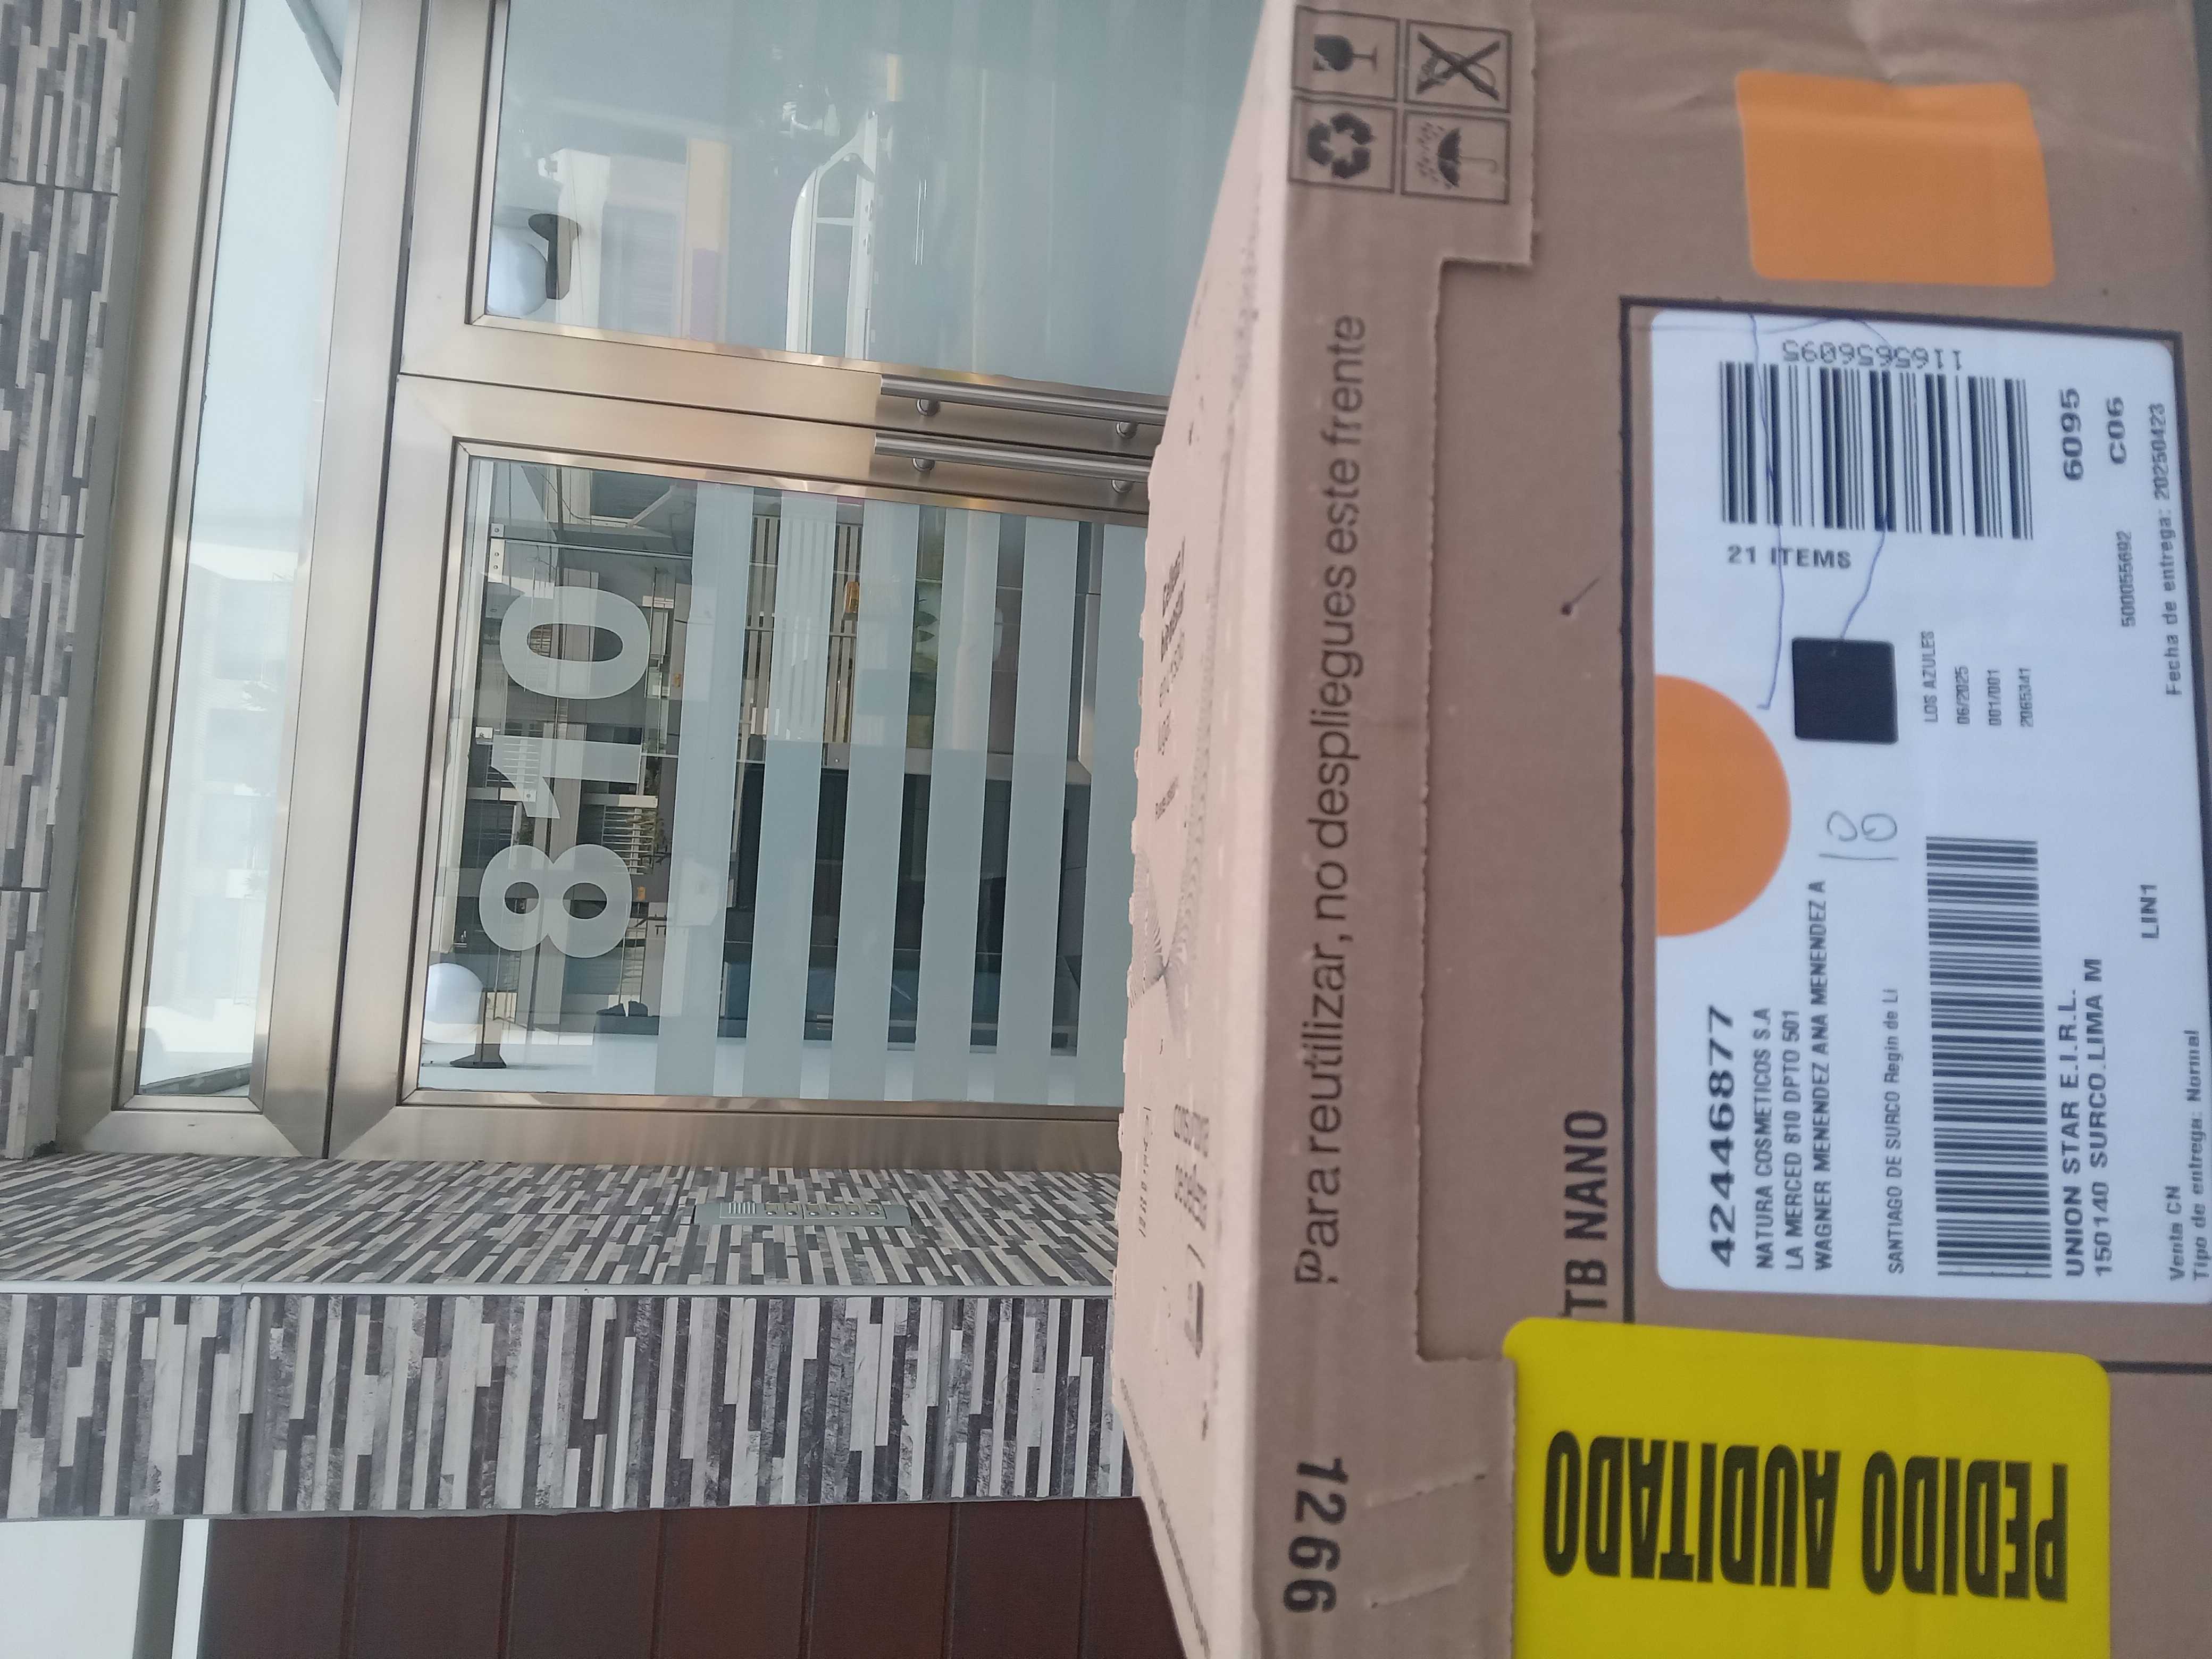 810
Para reutilizar, no despliegues este frente
1266
TB NANO
42446877
NATURA COSMETICOS S.A
LA MERCED 810 DPTO 501
WAGNER MENENDEZ ANA MENENDEZ A
SANTIAGO DE SURCO Regin de Li
UNION STAR E.I.R.L.
150140 SURCO.LIMA M
LIN1
Venta CN
Tipo de entrega: Normal
18
21 ITEMS
1165656095
LOS AZULES
06/2025
001/001
2065341
6095
C06
500055692
Fecha de entrega: 20250423
PEDIDO AUDITADO